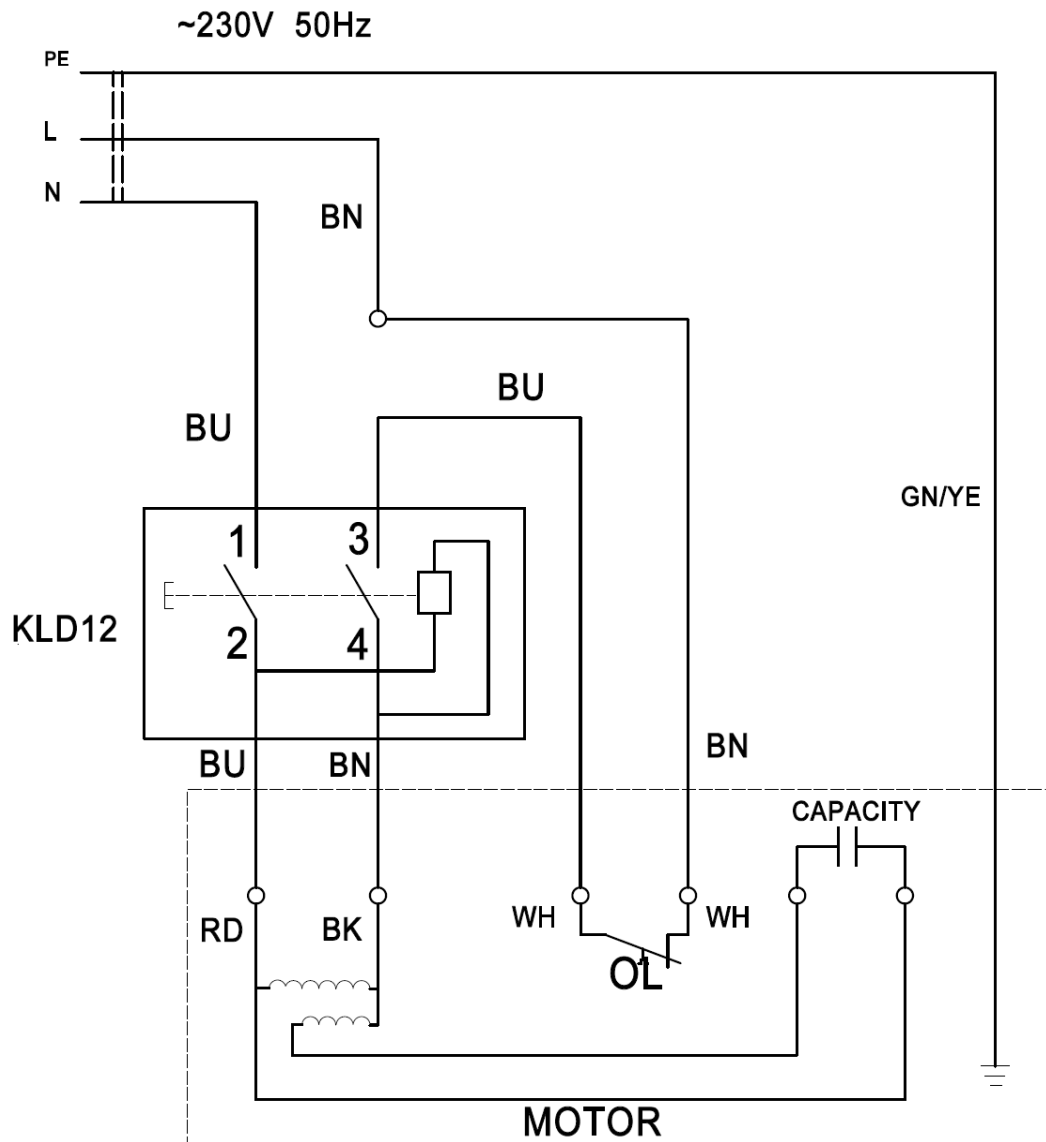 ~230V 50Hz
PE
L
N
BN
BU
BU
GN/YE
1 3
KLD12
2 4
BU BN
BN
CAPACITY
RD BK WH WH
OL
MOTOR